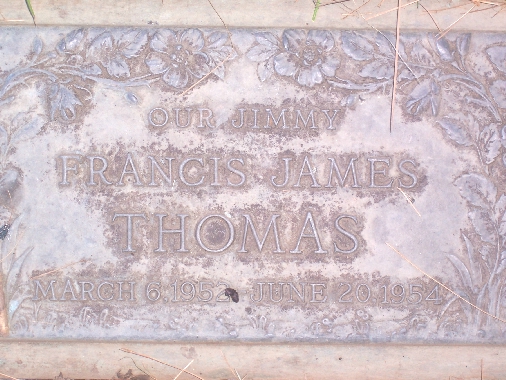 OUR JIMMY
FRANCIS JAMES
THOMAS
MARCH 6, 1952 JUNE 20, 1954